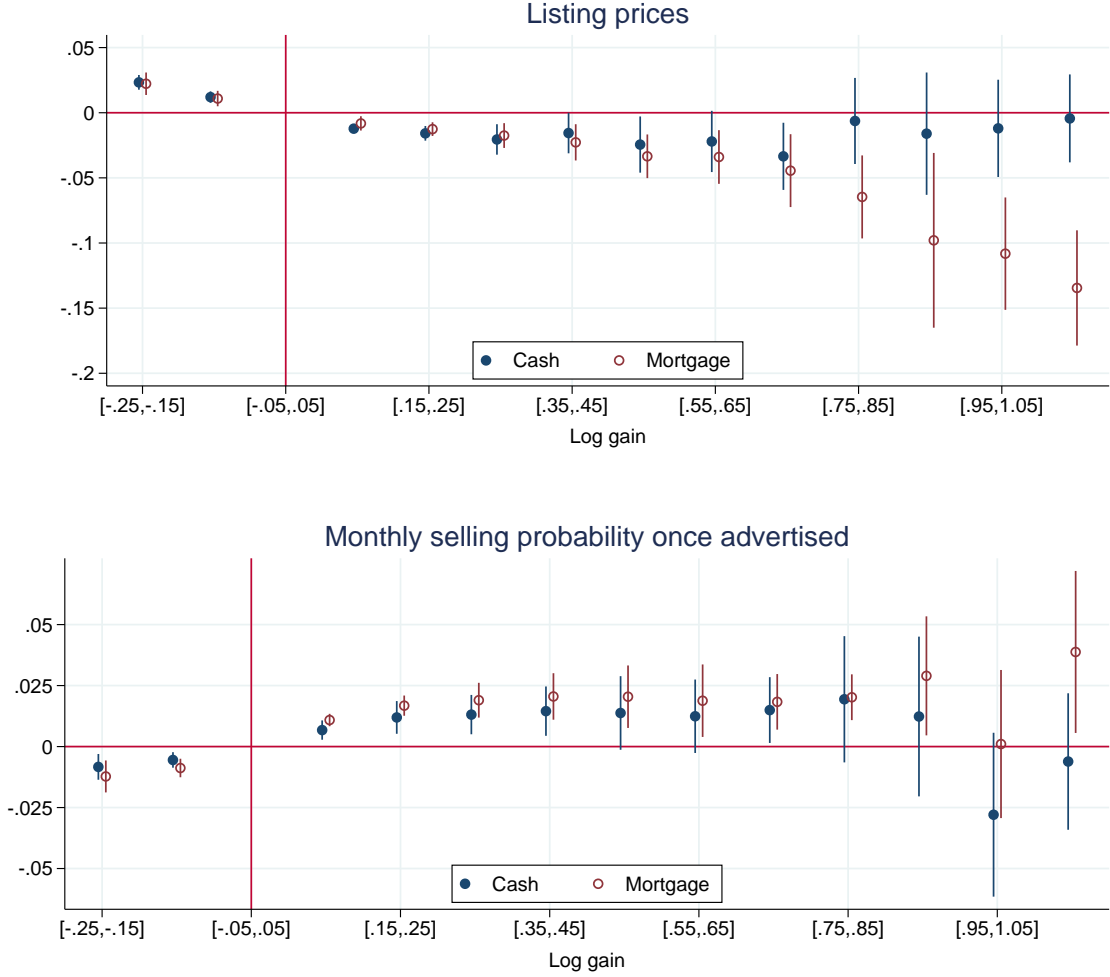 Listing prices
.05
0
-.05
-.1
-.15
-.2
Cash Mortgage
[-.25,-.15] [-.05,.05] [.15,.25] [.35,.45] [.55,.65] [.75,.85] [.95,1.05]
Log gain
Monthly selling probability once advertised
.05
.025
0
-.025
-.05
Cash Mortgage
[-.25,-.15] [-.05,.05] [.15,.25] [.35,.45] [.55,.65] [.75,.85] [.95,1.05]
Log gain